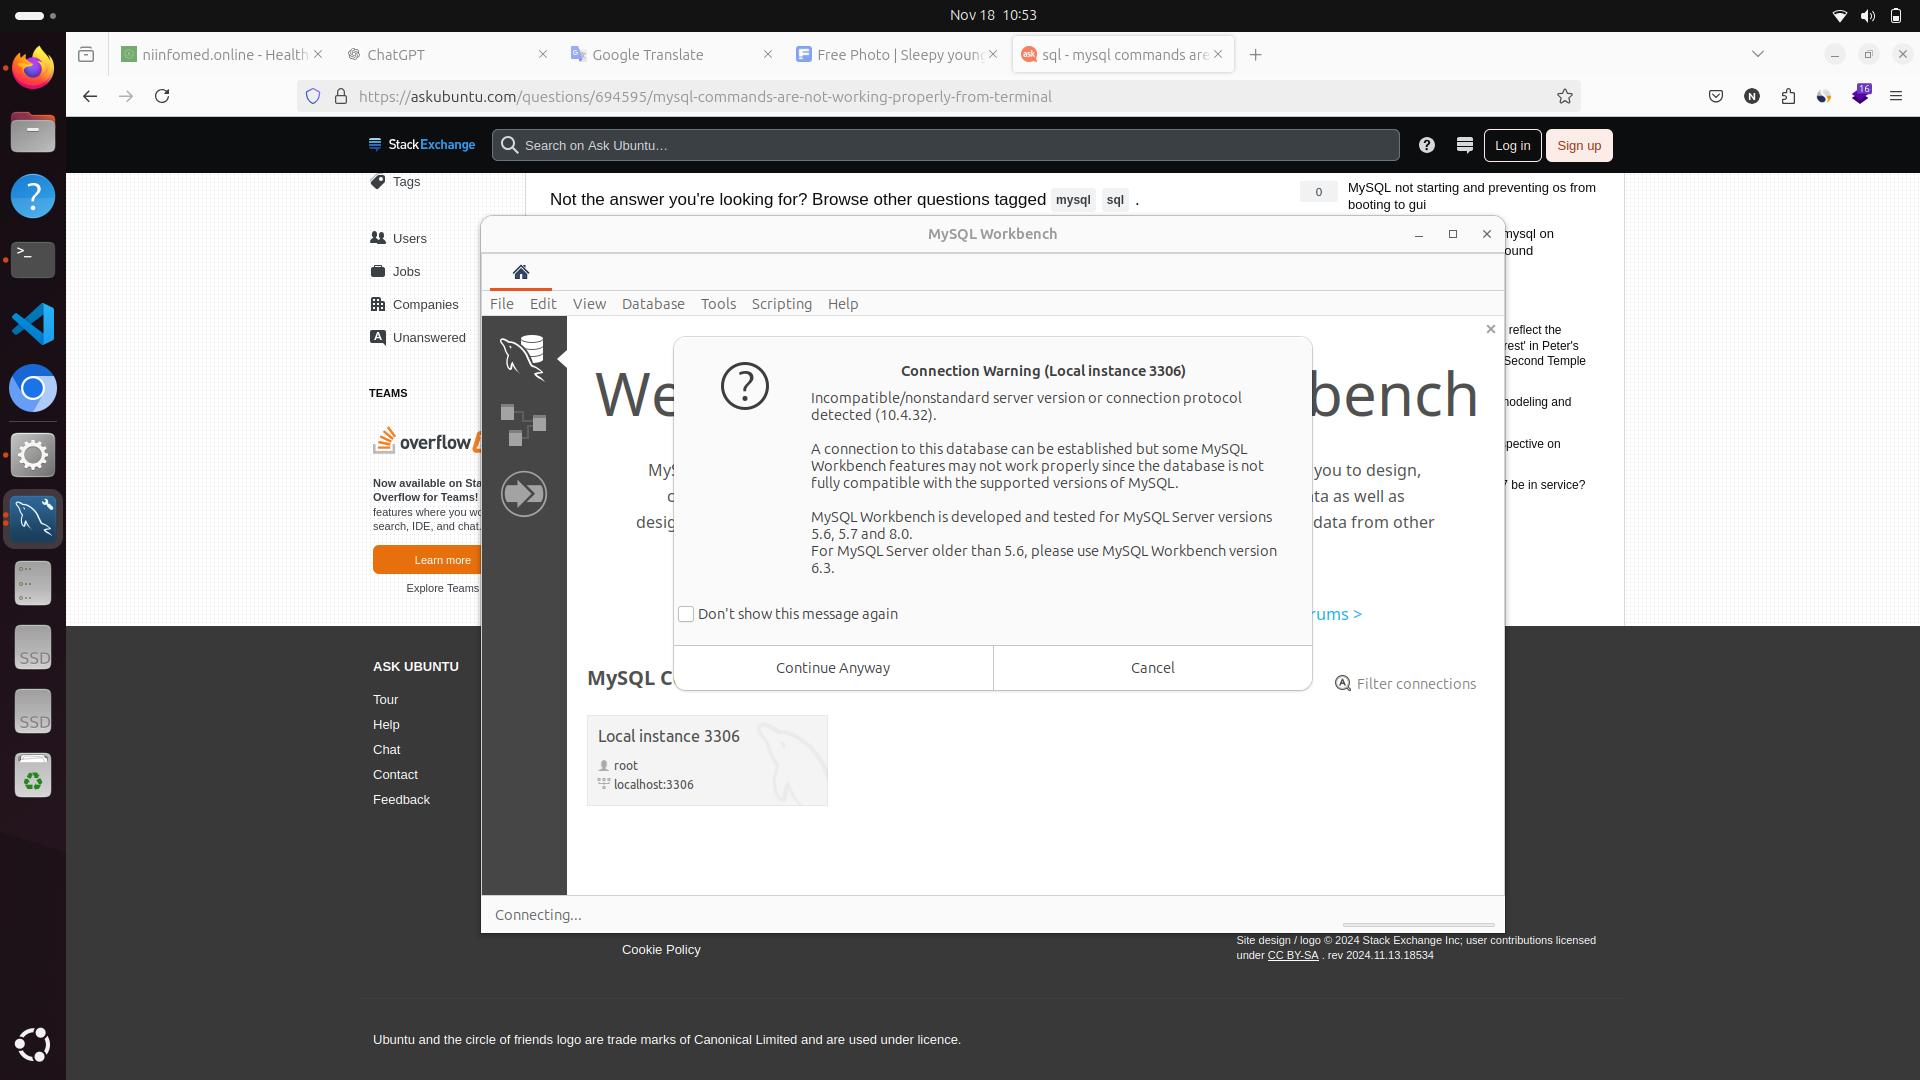 Nov 18 10:53
niinfomed.online - Health
ChatGPT
Google Translate
Free Photo | Sleepy young
sql - mysql commands are
https://askubuntu.com/questions/694595/mysql-commands-are-not-working-properly-from-terminal
N
16
StackExchange
Search on Ask Ubuntu…
Log in
Sign up
Tags
Users
Jobs
Companies
Unanswered
TEAMS
overflow
Now available on Sta
Overflow for Teams!
features where you wo
search, IDE, and chat.
Learn more
Explore Teams
Not the answer you're looking for? Browse other questions tagged mysql sql .
0
MySQL not starting and preventing os from
booting to gui
mysql on
ound
reflect the
rest' in Peter's
Second Temple
modeling and
spective on
7 be in service?
MySQL Workbench
File
Edit
View
Database
Tools
Scripting
Help
We
bench
MyS
you to design,
ta as well as
desig
data from other
rums >
Connection Warning (Local instance 3306)
Incompatible/nonstandard server version or connection protocol
detected (10.4.32).
A connection to this database can be established but some MySQL
Workbench features may not work properly since the database is not
fully compatible with the supported versions of MySQL.
MySQL Workbench is developed and tested for MySQL Server versions
5.6, 5.7 and 8.0.
For MySQL Server older than 5.6, please use MySQL Workbench version
6.3.
Don't show this message again
Continue Anyway
Cancel
MySQL C
Filter connections
Local instance 3306
root
localhost:3306
Connecting...
SSD
SSD
ASK UBUNTU
Tour
Help
Chat
Contact
Feedback
Cookie Policy
Site design / logo © 2024 Stack Exchange Inc; user contributions licensed
under CC BY-SA . rev 2024.11.13.18534
Ubuntu and the circle of friends logo are trade marks of Canonical Limited and are used under licence.